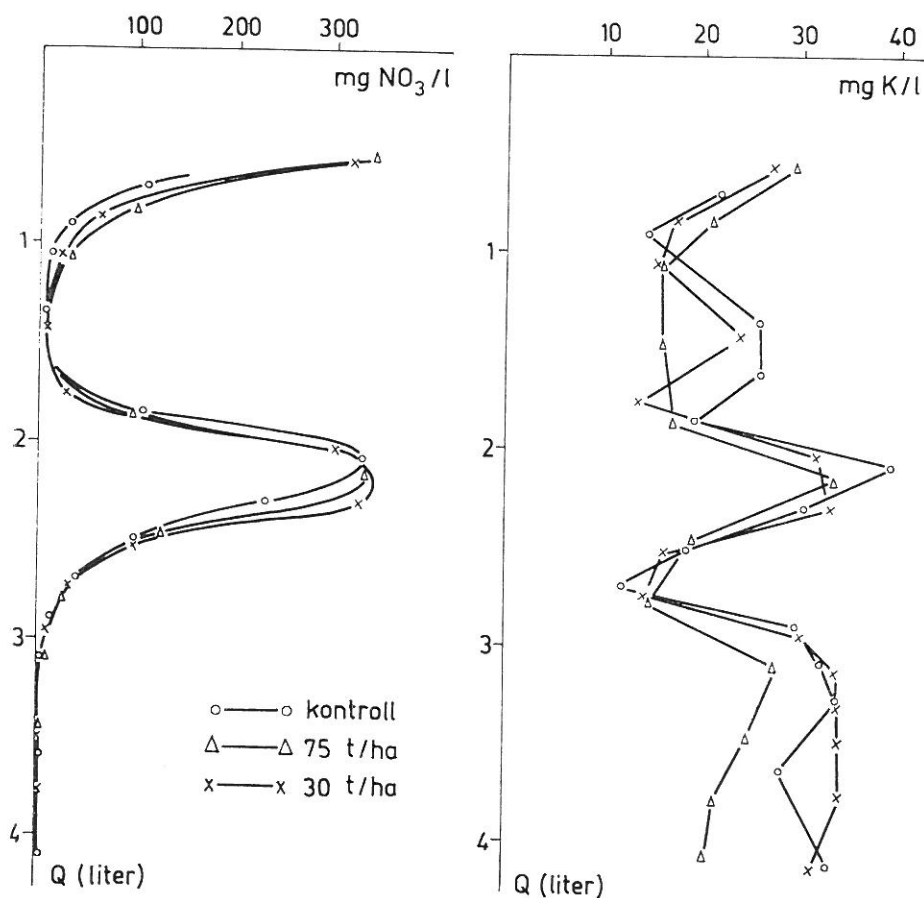 100 200 300
mg NO3/l
1
2
3
4
Q (liter)
kontroll
75 t/ha
30 t/ha
10 20 30 40
mg K/l
1
2
3
4
Q (liter)